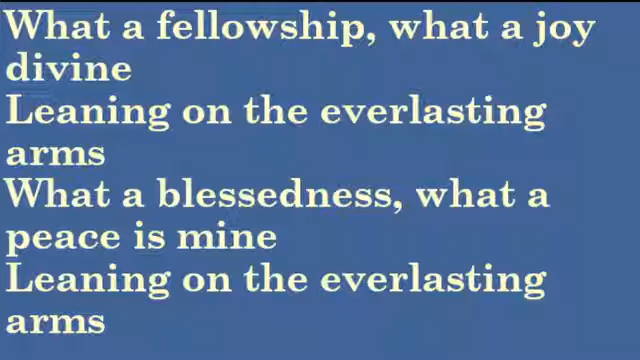 What a fellowship, what a joy
divine
Leaning on the everlasting
arms
What a blessedness, what a
peace is mine
Leaning on the everlasting
arms